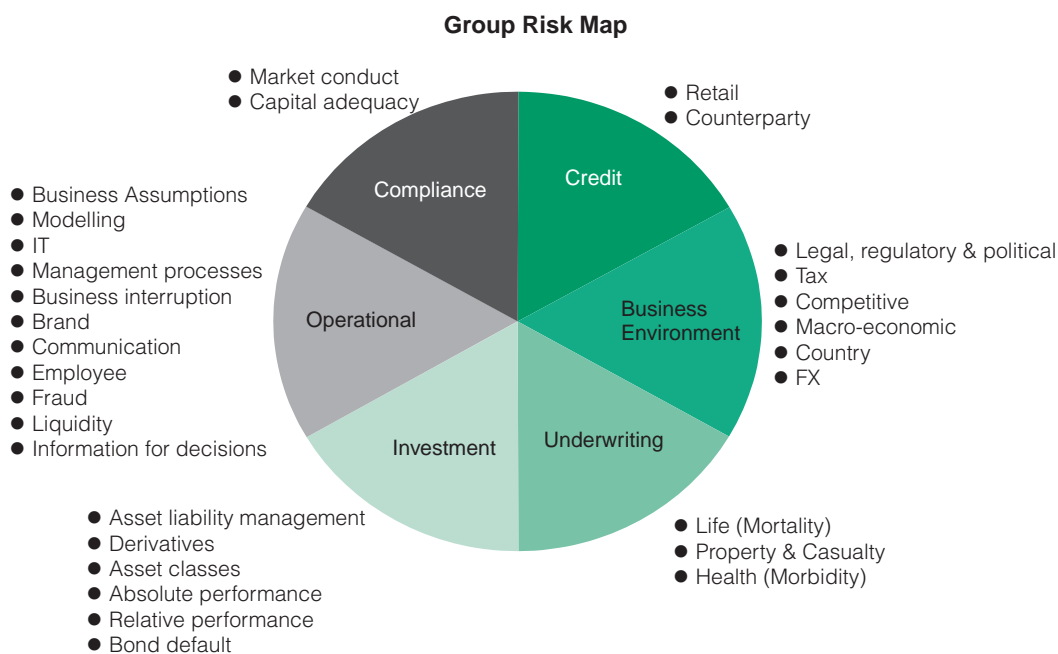 Group Risk Map
● Market conduct
● Capital adequacy
● Retail
● Counterparty
Compliance
Credit
● Business Assumptions
● Modelling
● IT
● Management processes
● Business interruption
● Brand
● Communication
● Employee
● Fraud
● Liquidity
● Information for decisions
Operational
Business
Environment
● Legal, regulatory & political
● Tax
● Competitive
● Macro-economic
● Country
● FX
Investment
Underwriting
● Asset liability management
● Derivatives
● Asset classes
● Absolute performance
● Relative performance
● Bond default
● Life (Mortality)
● Property & Casualty
● Health (Morbidity)